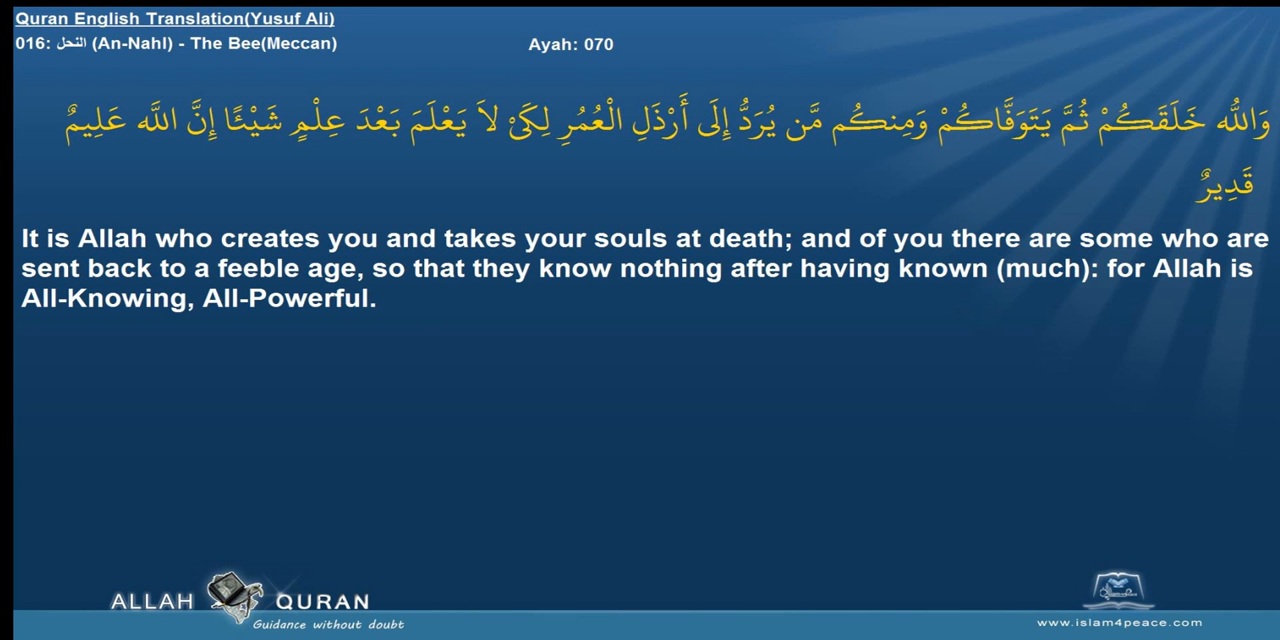 Quran English Translation(Yusuf Ali)
016: النحل (An-Nahl) - The Bee(Meccan)
Ayah: 070
وَاللّه خَلَقَكُمْ ثُمَّ يَتَوَفَّاكُمْ وَمِنكُم مَّن يُرَدُّ إِلَى أَرْذَلِ الْعُمُرِ لِكَىْ لاَ يَعْلَمَ بَعْدَ عِلْمٍ شَيْئًا إِنَّ اللَّه عَلِيمٌ
قَدِيرٌ
It is Allah who creates you and takes your souls at death; and of you there are some who are
sent back to a feeble age, so that they know nothing after having known (much): for Allah is
All-Knowing, All-Powerful.
ALLAH QURAN
Guidance without doubt
www.islam4peace.com